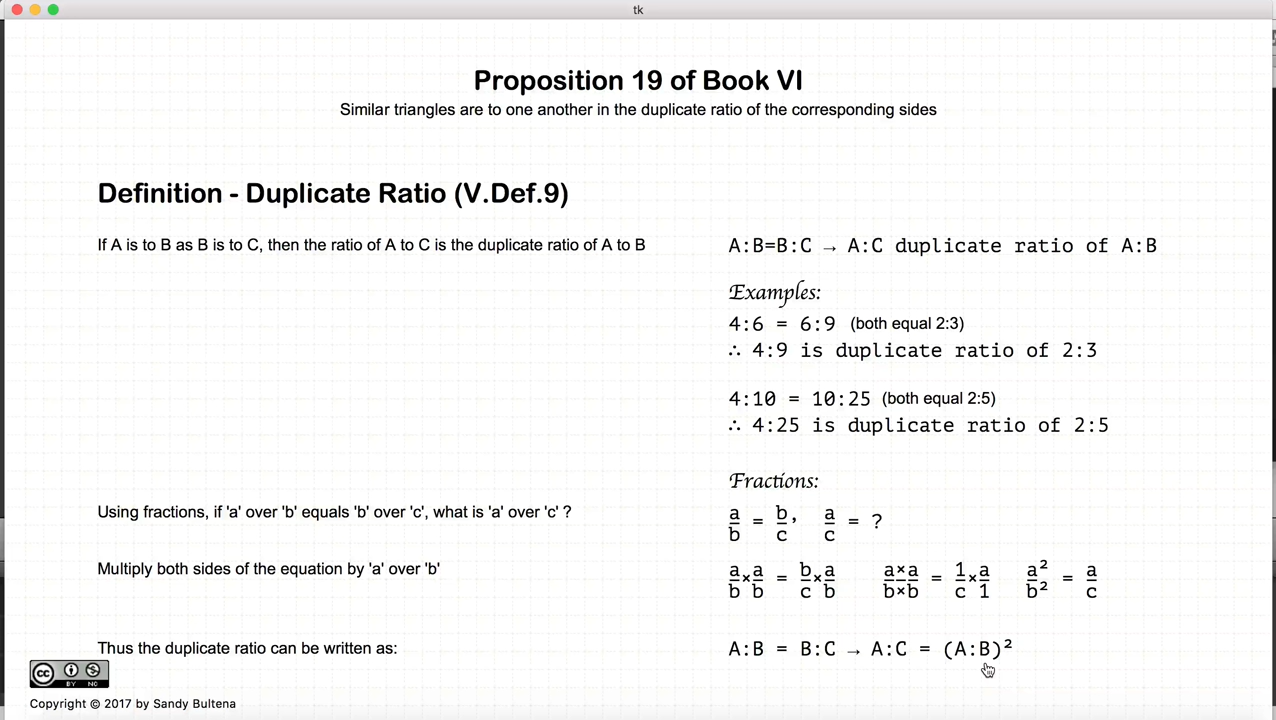 tk
Proposition 19 of Book VI
Similar triangles are to one another in the duplicate ratio of the corresponding sides
Definition - Duplicate Ratio (V.Def.9)
If A is to B as B is to C, then the ratio of A to C is the duplicate ratio of A to B
A:B=B:C → A:C duplicate ratio of A:B
Examples:
4:6 = 6:9 (both equal 2:3)
∴ 4:9 is duplicate ratio of 2:3
4:10 = 10:25 (both equal 2:5)
∴ 4:25 is duplicate ratio of 2:5
Fractions:
Using fractions, if 'a' over 'b' equals 'b' over 'c', what is 'a' over 'c' ?
a/b = b/c, a/c = ?
Multiply both sides of the equation by 'a' over 'b'
a/b×a/b = b/c×a/b a×a/b×b = 1/c×a/1 a²/b² = a/c
Thus the duplicate ratio can be written as:
A:B = B:C → A:C = (A:B)²
cc BY NC
Copyright © 2017 by Sandy Bultena